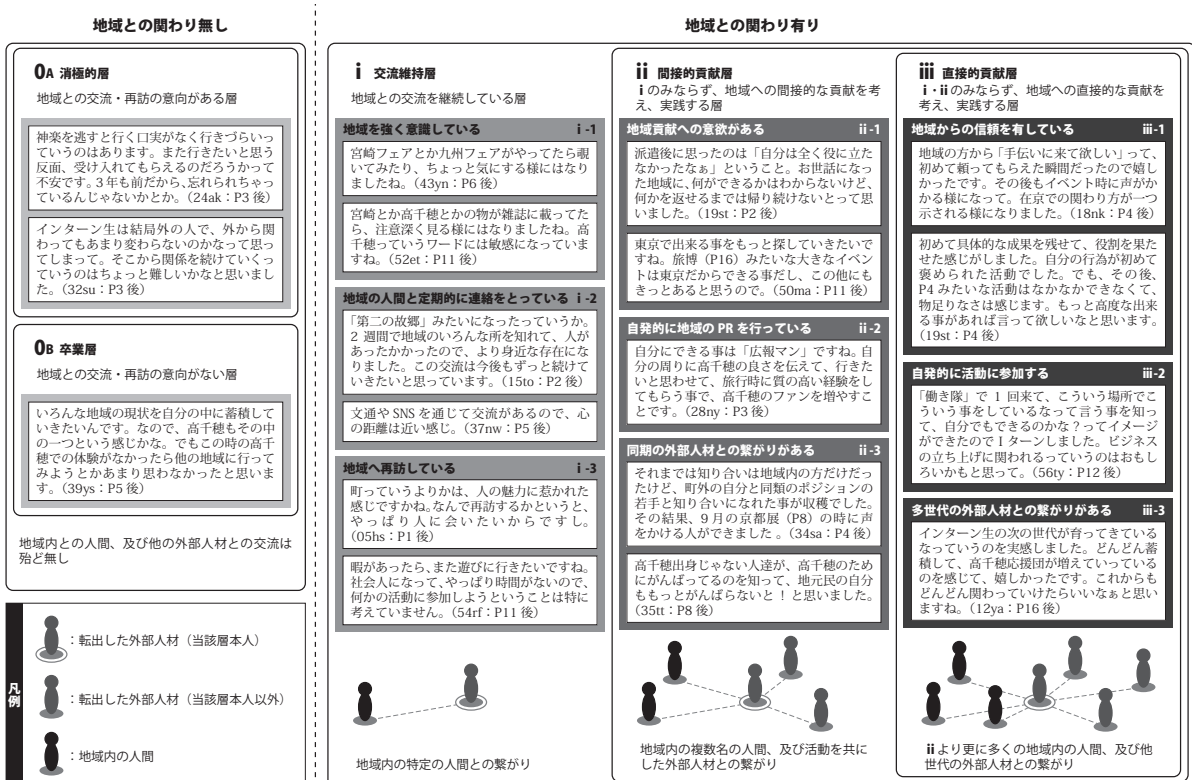 地域との関わり無し
地域との関わり有り
0A 消極的層
地域との交流・再訪の意向がある層
神楽を逃すと行く口実がなく行きづらいっ
ていうのはあります。また行きたいと思う
反面、受け入れてもらえるのだろうかって
不安です。3年も前だから、忘れられちゃっ
ているんじゃないかとか。(24ak：P3 後)
インターン生は結局外の人で、外から関
わってもあまり変わらないのかなって思っ
てしまって。そこから関係を続けていくっ
ていうのはちょっと難しいかなと思いまし
た。(32su：P3 後)
0B 卒業層
地域との交流・再訪の意向がない層
いろんな地域の現状を自分の中に蓄積して
いきたいんです。なので、高千穂もその中
の一つという感じかな。でもこの時の高千
穂での体験がなかったら他の地域に行って
みようとかあまり思わなかったと思いま
す。(39ys：P5 後)
地域内との人間、及び他の外部人材との交流は
殆ど無し
凡例
：転出した外部人材（当該層本人）
：転出した外部人材（当該層本人以外）
：地域内の人間
i 交流維持層
地域との交流を継続している層
地域を強く意識している i -1
宮崎フェアとか九州フェアがやってたら覗
いてみたり、ちょっと気にする様にはなり
ましたね。(43yn：P6 後)
宮崎とか高千穂とかの物が雑誌に載ってた
ら、注意深く見る様にはなりましたね。高
千穂っていうワードには敏感になっていま
すね。(52et：P11 後)
地域の人間と定期的に連絡をとっている i -2
「第二の故郷」みたいになったっていうか。
2 週間で地域のいろんな所を知れて、人が
あったかかったので、より身近な存在にな
りました。この交流は今後もずっと続けて
いきたいと思っています。(15to：P2 後)
文通や SNS を通じて交流があるので、心
の距離は近い感じ。(37nw：P5 後)
地域へ再訪している i -3
町っていうよりかは、人の魅力に惹かれた
感じですかね。なんで再訪するかというと、
やっぱり人に会いたいからですし。
(05hs：P1 後)
暇があったら、また遊びに行きたいですね。
社会人になって、やっぱり時間がないので、
何かの活動に参加しようということは特に
考えていません。(54rf：P11 後)
地域内の特定の人間との繋がり
ii 間接的貢献層
i のみならず、地域への間接的な貢献を考
え、実践する層
地域貢献への意欲がある ii -1
派遣後に思ったのは「自分は全く役に立た
なかったなぁ」ということ。お世話になっ
た地域に、何ができるかはわからないけど、
何かを返せるまでは帰り続けないとって思
いました。(19st：P2 後)
東京で出来る事をもっと探していきたいで
すね。旅博（P16）みたいな大きなイベン
トは東京だからできる事だし、この他にも
きっとあると思うので。(50ma：P11 後)
自発的に地域の PR を行っている ii -2
自分にできる事は「広報マン」ですね。自
分の周りに高千穂の良さを伝えて、行きた
いと思わせて、旅行時に質の高い経験をし
てもらう事で、高千穂のファンを増やすこ
とです。(28ny：P3 後)
同期の外部人材との繋がりがある ii -3
それまでは知り合いは地域内の方だけだっ
たけど、町外の自分と同類のポジションの
若手と知り合いになれた事が収穫でした。
その結果、9 月の京都展（P8）の時に声
をかける人ができました 。(34sa：P4 後)
高千穂出身じゃない人達が、高千穂のため
にがんばってるのを知って、地元民の自分
ももっとがんばらないと！と思いました。
(35tt：P8 後)
地域内の複数名の人間、及び活動を共に
した外部人材との繋がり
iii 直接的貢献層
i・ii のみならず、地域への直接的な貢献を
考え、実践する層
地域からの信頼を有している iii -1
地域の方から「手伝いに来て欲しい」って、
初めて頼ってもらえた瞬間だったので嬉し
かったです。その後もイベント時に声がか
かる様になって。在京での関わり方が一つ
示される様になりました。(18nk：P4 後)
初めて具体的な成果を残せて、役割を果た
せた感じがしました。自分の行為が初めて
褒められた活動でした。でも、その後、
P4 みたいな活動はなかなかできなくて、
物足りなさは感じます。もっと高度な出来
る事があれば言って欲しいなと思います。
(19st：P4 後)
自発的に活動に参加する iii -2
「働き隊」で 1 回来て、こういう場所でこ
ういう事をしているなって言う事を知っ
て、自分でもできるのかな？ってイメージ
ができたので I ターンしました。ビジネス
の立ち上げに関われるっていうのはおもし
ろいかもと思って。(56ty：P12 後)
多世代の外部人材との繋がりがある iii -3
インターン生の次の世代が育ってきている
なっていうのを実感しました。どんどん蓄
積して、高千穂応援団が増えていっている
のを感じて、嬉しかったです。これからも
どんどん関わっていけたらいいなぁと思い
ますね。(12ya：P16 後)
ii より更に多くの地域内の人間、及び他
世代の外部人材との繋がり